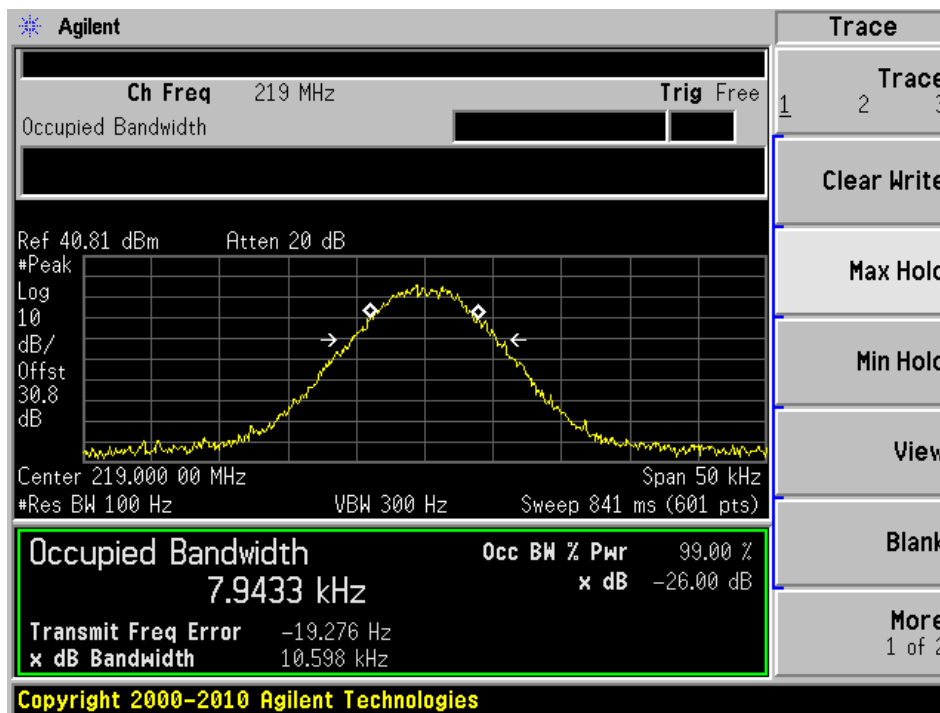 Agilent
Trace
Ch Freq 219 MHz Trig Free
Occupied Bandwidth
Trace
1 2 3
Clear Write
Max Hold
Min Hold
View
Blank
More
1 of 2
Ref 40.81 dBm Atten 20 dB
#Peak
Log
10
dB/
Offst
30.8
dB
Center 219.000 00 MHz Span 50 kHz
#Res BW 100 Hz VBW 300 Hz Sweep 841 ms (601 pts)
Occupied Bandwidth
7.9433 kHz
Occ BW % Pwr 99.00 %
x dB -26.00 dB
Transmit Freq Error -19.276 Hz
x dB Bandwidth 10.598 kHz
Copyright 2000-2010 Agilent Technologies